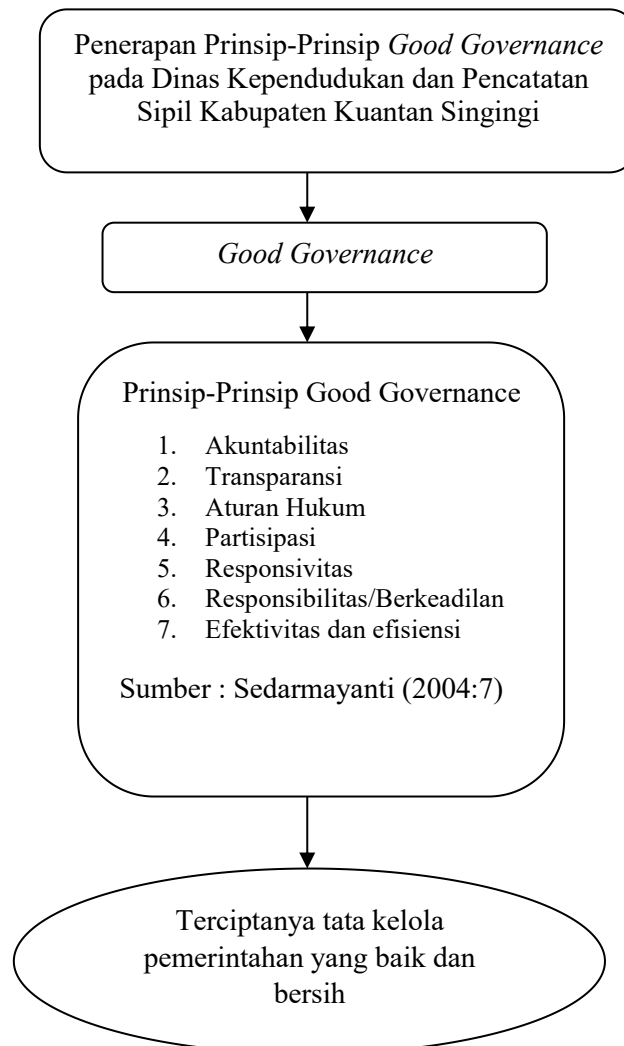 Penerapan Prinsip-Prinsip Good Governance
pada Dinas Kependudukan dan Pencatatan
Sipil Kabupaten Kuantan Singingi
Good Governance
Prinsip-Prinsip Good Governance
1. Akuntabilitas
2. Transparansi
3. Aturan Hukum
4. Partisipasi
5. Responsivitas
6. Responsibilitas/Berkeadilan
7. Efektivitas dan efisiensi
Sumber : Sedarmayanti (2004:7)
Terciptanya tata kelola
pemerintahan yang baik dan
bersih